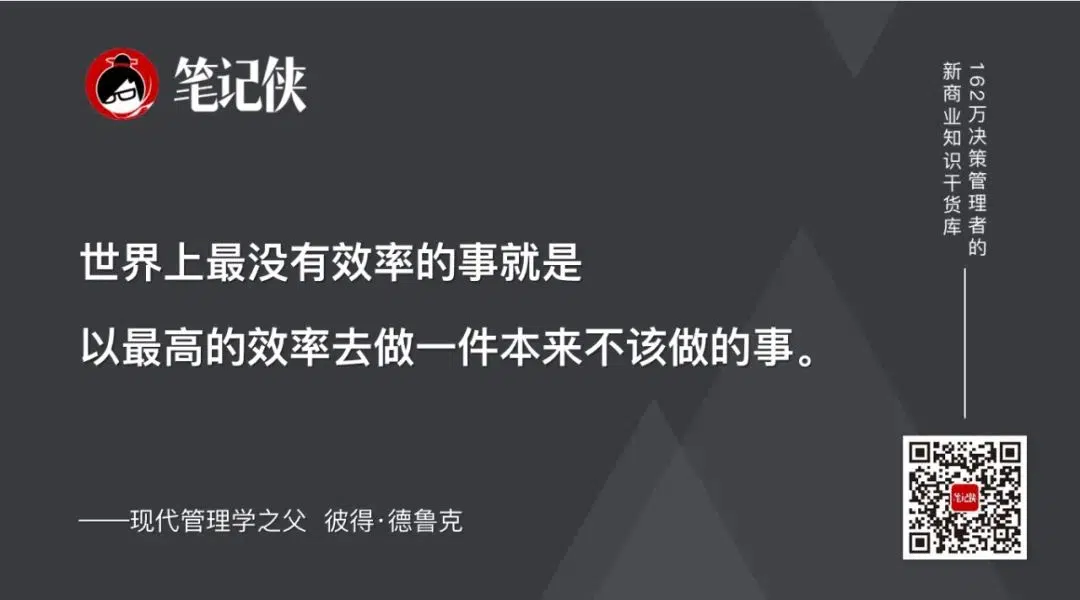 笔记侠
162万决策管理者的
新商业知识干货库
世界上最没有效率的事就是
以最高的效率去做一件本来不该做的事。
——现代管理学之父 彼得·德鲁克
笔记侠